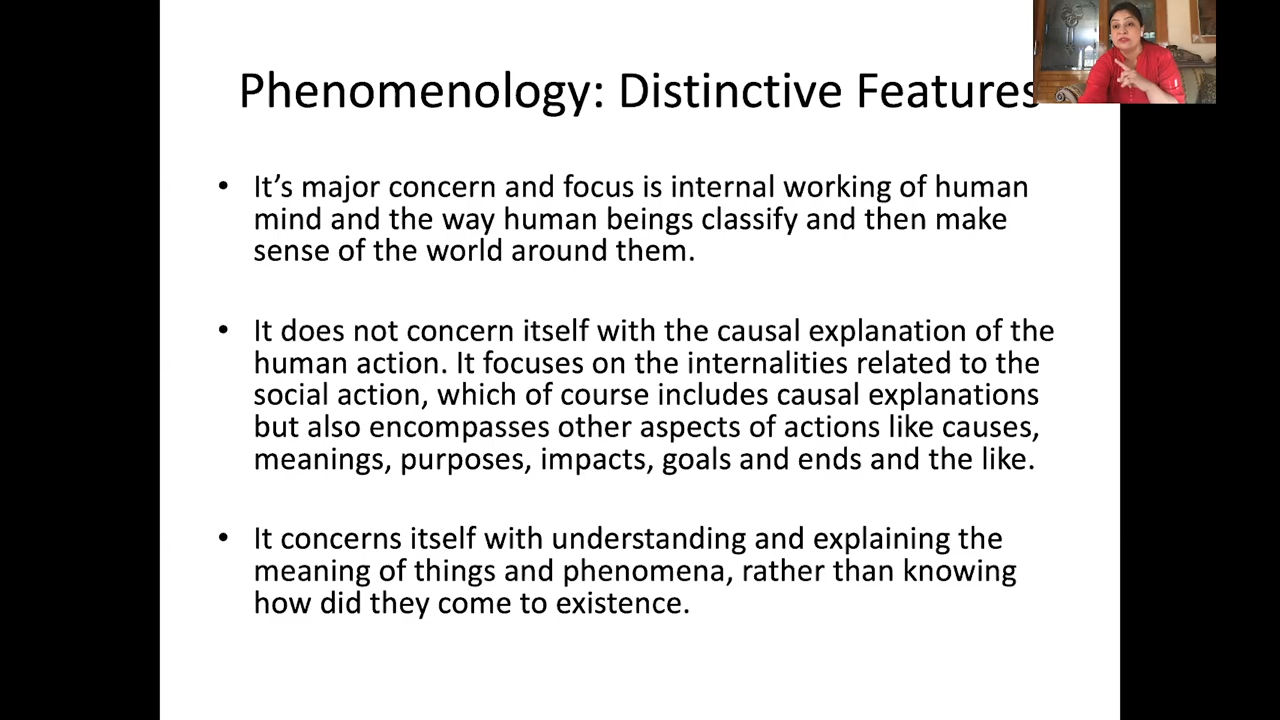 Phenomenology: Distinctive Features
• It’s major concern and focus is internal working of human
mind and the way human beings classify and then make
sense of the world around them.
• It does not concern itself with the causal explanation of the
human action. It focuses on the internalities related to the
social action, which of course includes causal explanations
but also encompasses other aspects of actions like causes,
meanings, purposes, impacts, goals and ends and the like.
• It concerns itself with understanding and explaining the
meaning of things and phenomena, rather than knowing
how did they come to existence.